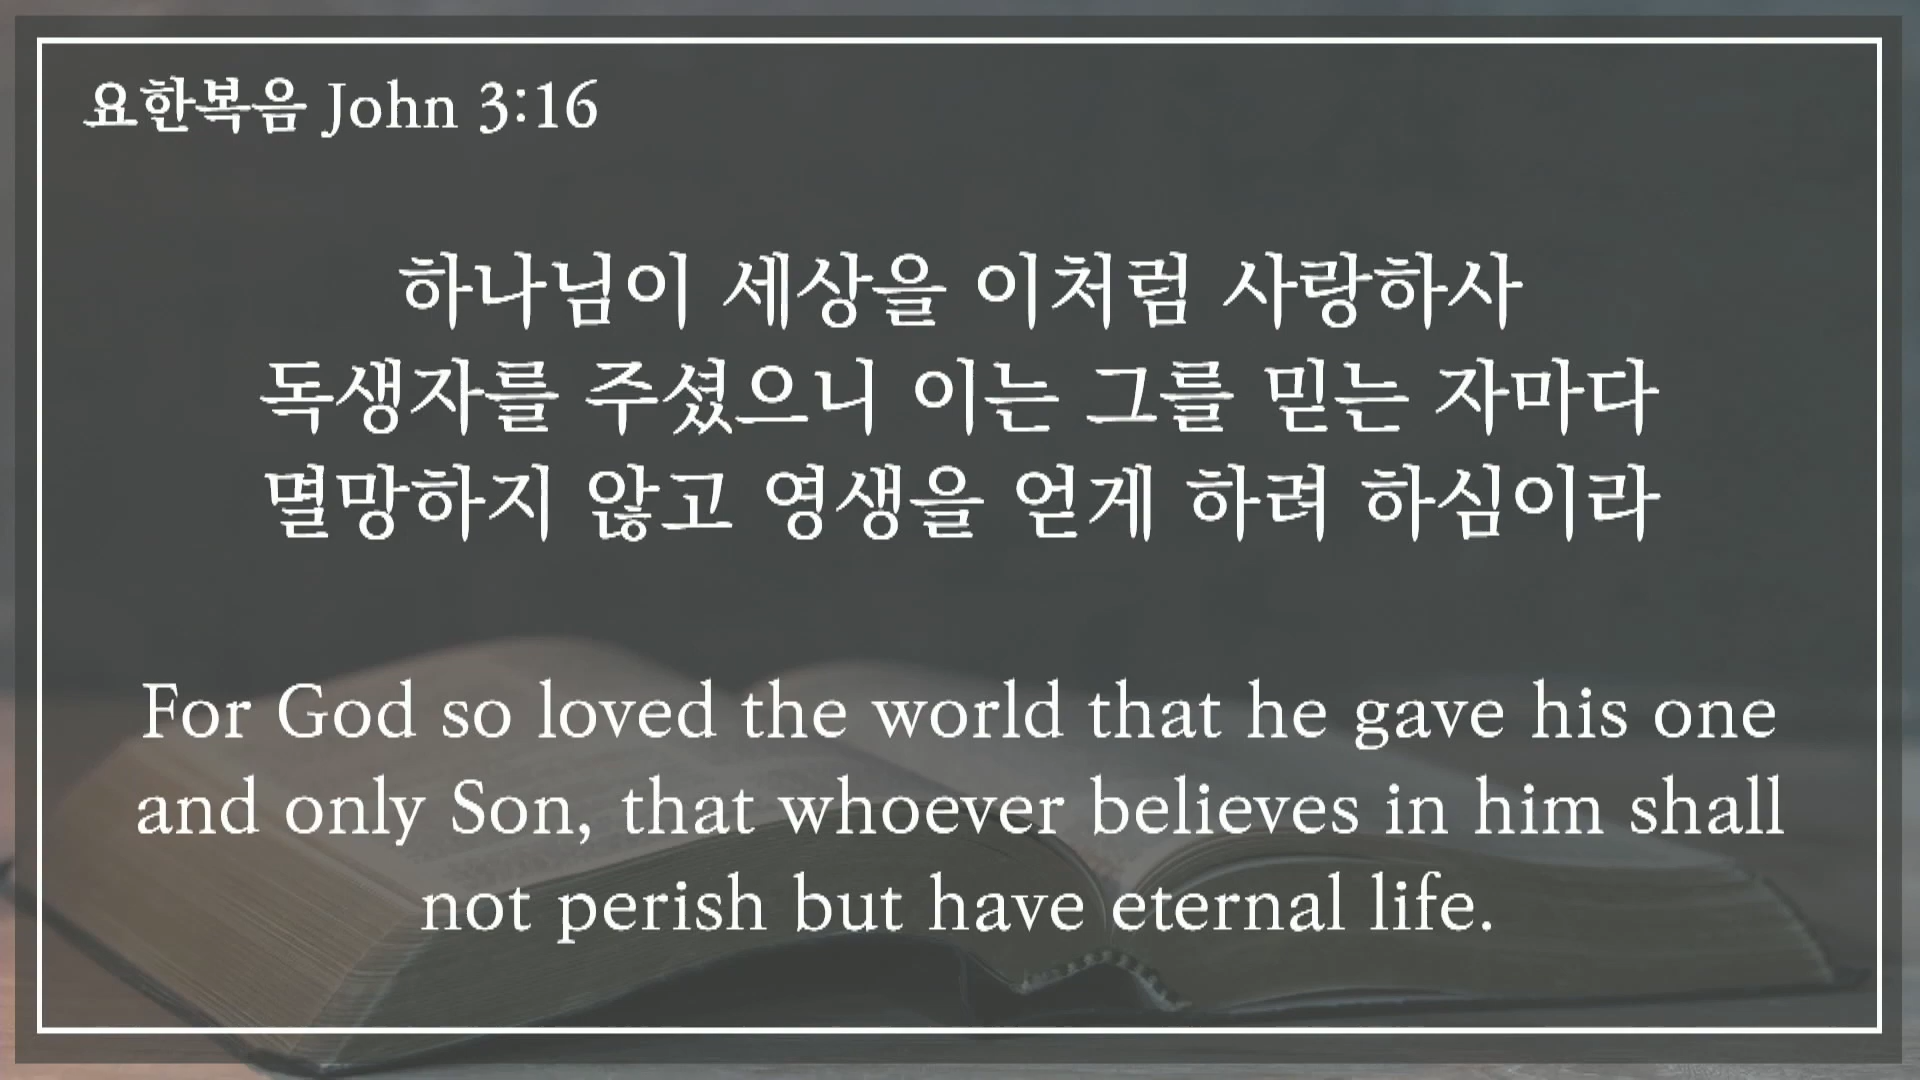 요한복음 John 3:16
하나님이 세상을 이처럼 사랑하사
독생자를 주셨으니 이는 그를 믿는 자마다
멸망하지 않고 영생을 얻게 하려 하심이라
For God so loved the world that he gave his one
and only Son, that whoever believes in him shall
not perish but have eternal life.